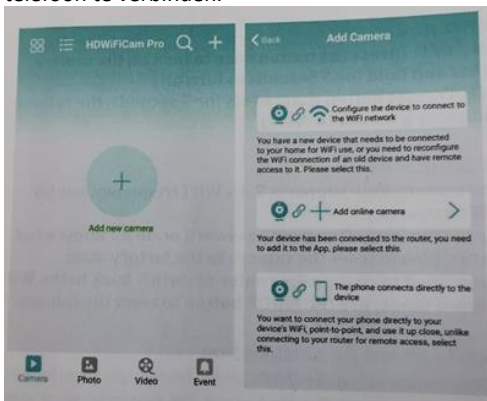 telefoon te verbinden.
HDWiFiCam Pro
Add new camera
Camera
Photo
Video
Event
Back
Add Camera
Configure the device to connect to
the WiFi network
You have a new device that needs to be connected
to your home for WiFi use, or you need to reconfigure
the WiFi connection of an old device and have remote
access to it. Please select this.
Add online camera
Your device has been connected to the router, you need
to add it to the App, please select this.
The phone connects directly to the
device
You want to connect your phone directly to your
device's WiFi, point-to-point, and use it up close, unlike
connecting to your router for remote access, select
this.